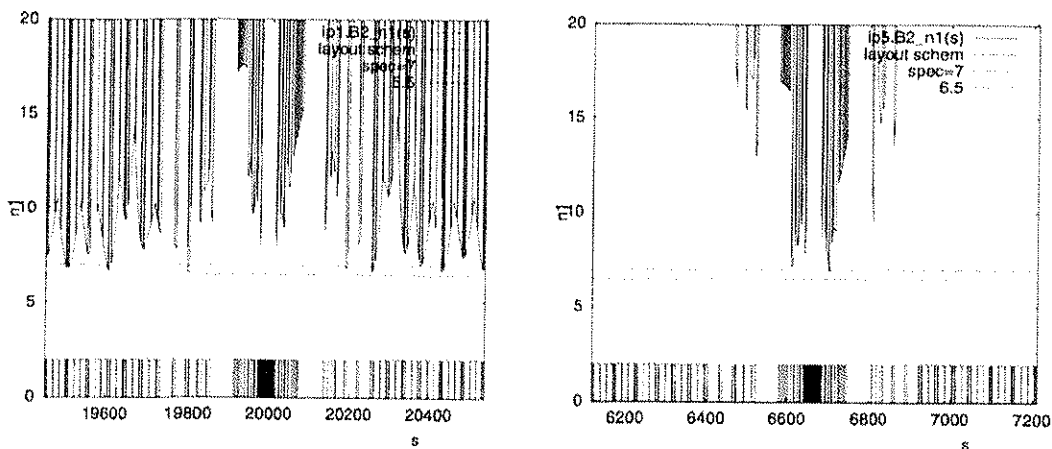 20
15
10
5
0
n1
ip1.B2_n1(s)
layout schem
spec=7
6.5
19600 19800 20000 20200 20400
s
20
15
10
5
0
n1
ip5.B2_n1(s)
layout schem
spec=7
6.5
6200 6400 6600 6800 7000 7200
s